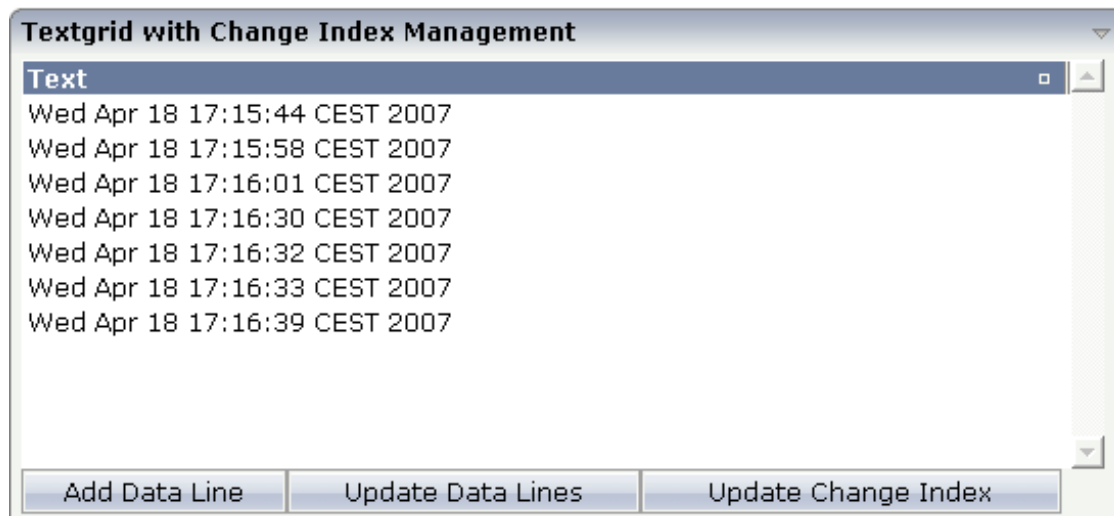 Textgrid with Change Index Management
Text
Wed Apr 18 17:15:44 CEST 2007
Wed Apr 18 17:15:58 CEST 2007
Wed Apr 18 17:16:01 CEST 2007
Wed Apr 18 17:16:30 CEST 2007
Wed Apr 18 17:16:32 CEST 2007
Wed Apr 18 17:16:33 CEST 2007
Wed Apr 18 17:16:39 CEST 2007
Add Data Line Update Data Lines Update Change Index